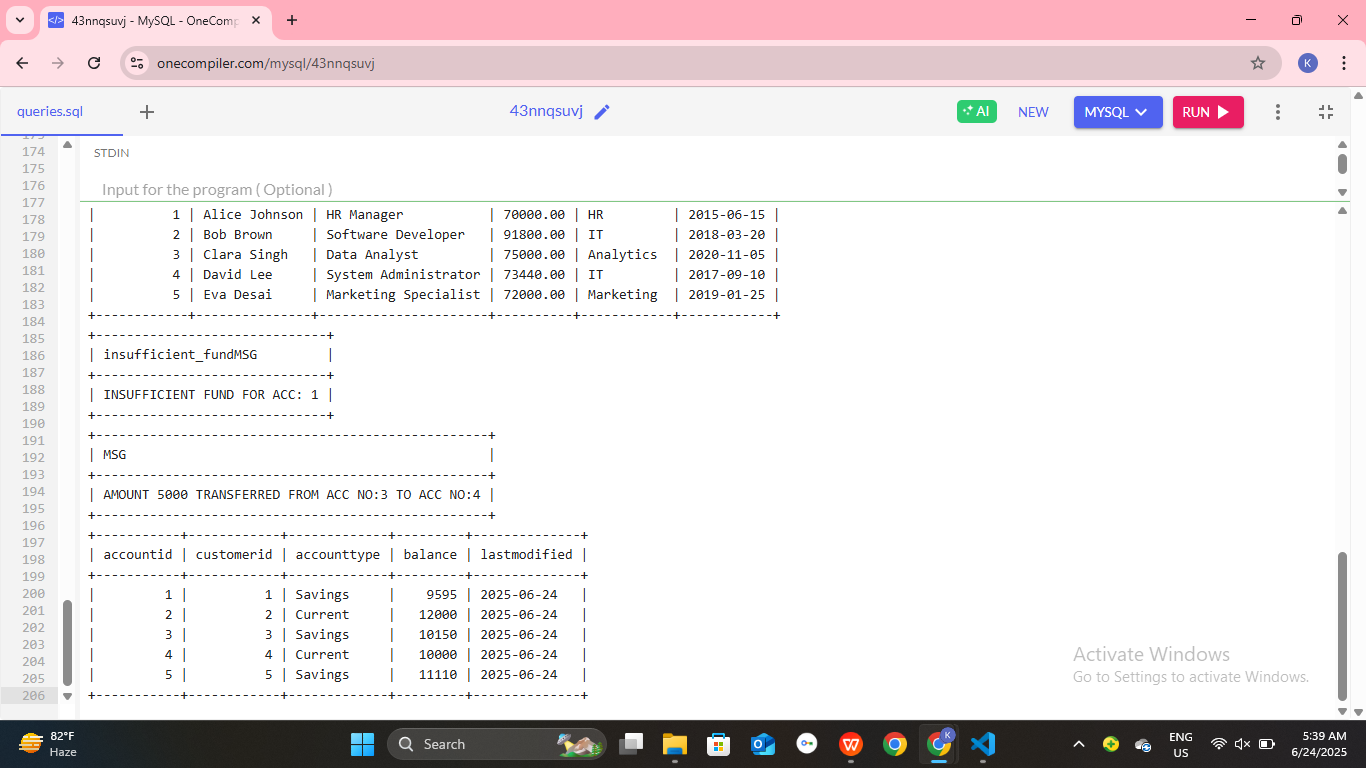 43nnqsuvj - MySQL - OneComp
onecompiler.com/mysql/43nnqsuvj
K
queries.sql
43nnqsuvj
AI
NEW
MYSQL
RUN
174
175
176
177
178
179
180
181
182
183
184
185
186
187
188
189
190
191
192
193
194
195
196
197
198
199
200
201
202
203
204
205
206
STDIN
Input for the program ( Optional )
| 1 | Alice Johnson | HR Manager | 70000.00 | HR | 2015-06-15 |
| 2 | Bob Brown | Software Developer | 91800.00 | IT | 2018-03-20 |
| 3 | Clara Singh | Data Analyst | 75000.00 | Analytics | 2020-11-05 |
| 4 | David Lee | System Administrator | 73440.00 | IT | 2017-09-10 |
| 5 | Eva Desai | Marketing Specialist | 72000.00 | Marketing | 2019-01-25 |
| insufficient_fundMSG |
| INSUFFICIENT FUND FOR ACC: 1 |
| MSG |
| AMOUNT 5000 TRANSFERRED FROM ACC NO:3 TO ACC NO:4 |
| accountid | customerid | accounttype | balance | lastmodified |
| 1 | 1 | Savings | 9595 | 2025-06-24 |
| 2 | 2 | Current | 12000 | 2025-06-24 |
| 3 | 3 | Savings | 10150 | 2025-06-24 |
| 4 | 4 | Current | 10000 | 2025-06-24 |
| 5 | 5 | Savings | 11110 | 2025-06-24 |
Activate Windows
Go to Settings to activate Windows.
82°F
Haze
Search
K
ENG
US
5:39 AM
6/24/2025